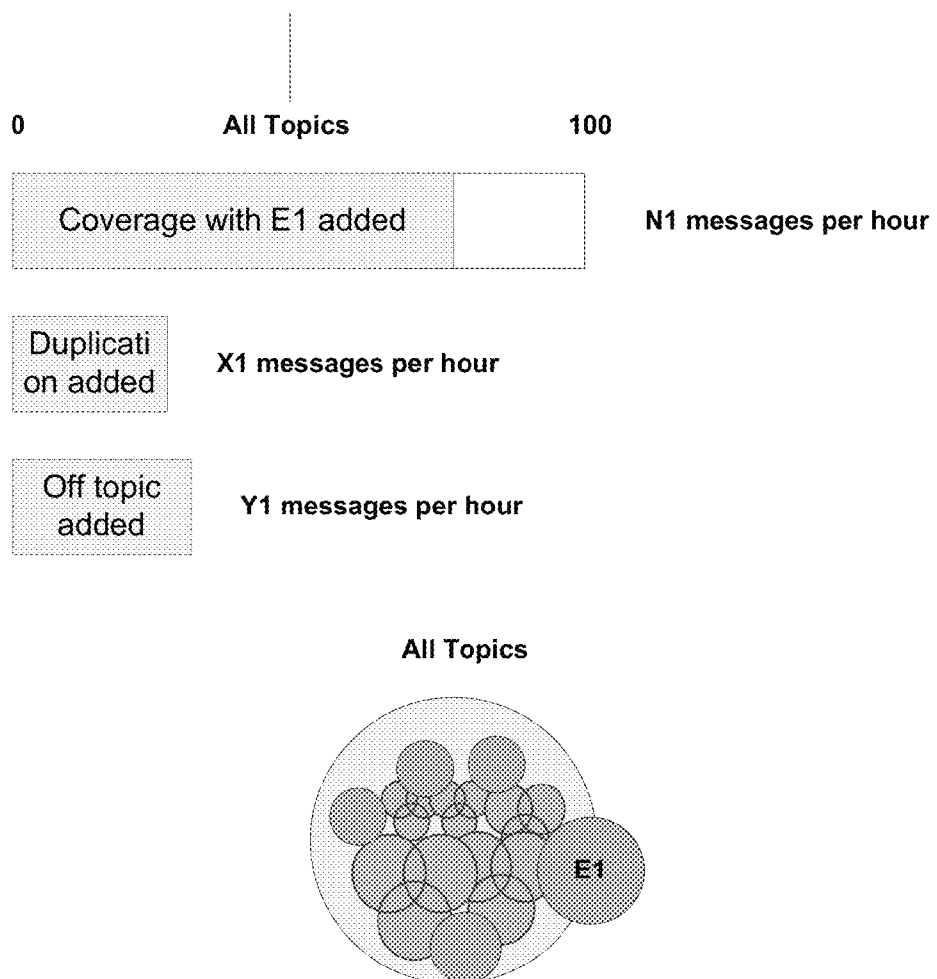 0 All Topics 100
Coverage with E1 added N1 messages per hour
Duplicati
on added
X1 messages per hour
Off topic
added
Y1 messages per hour
All Topics
E1